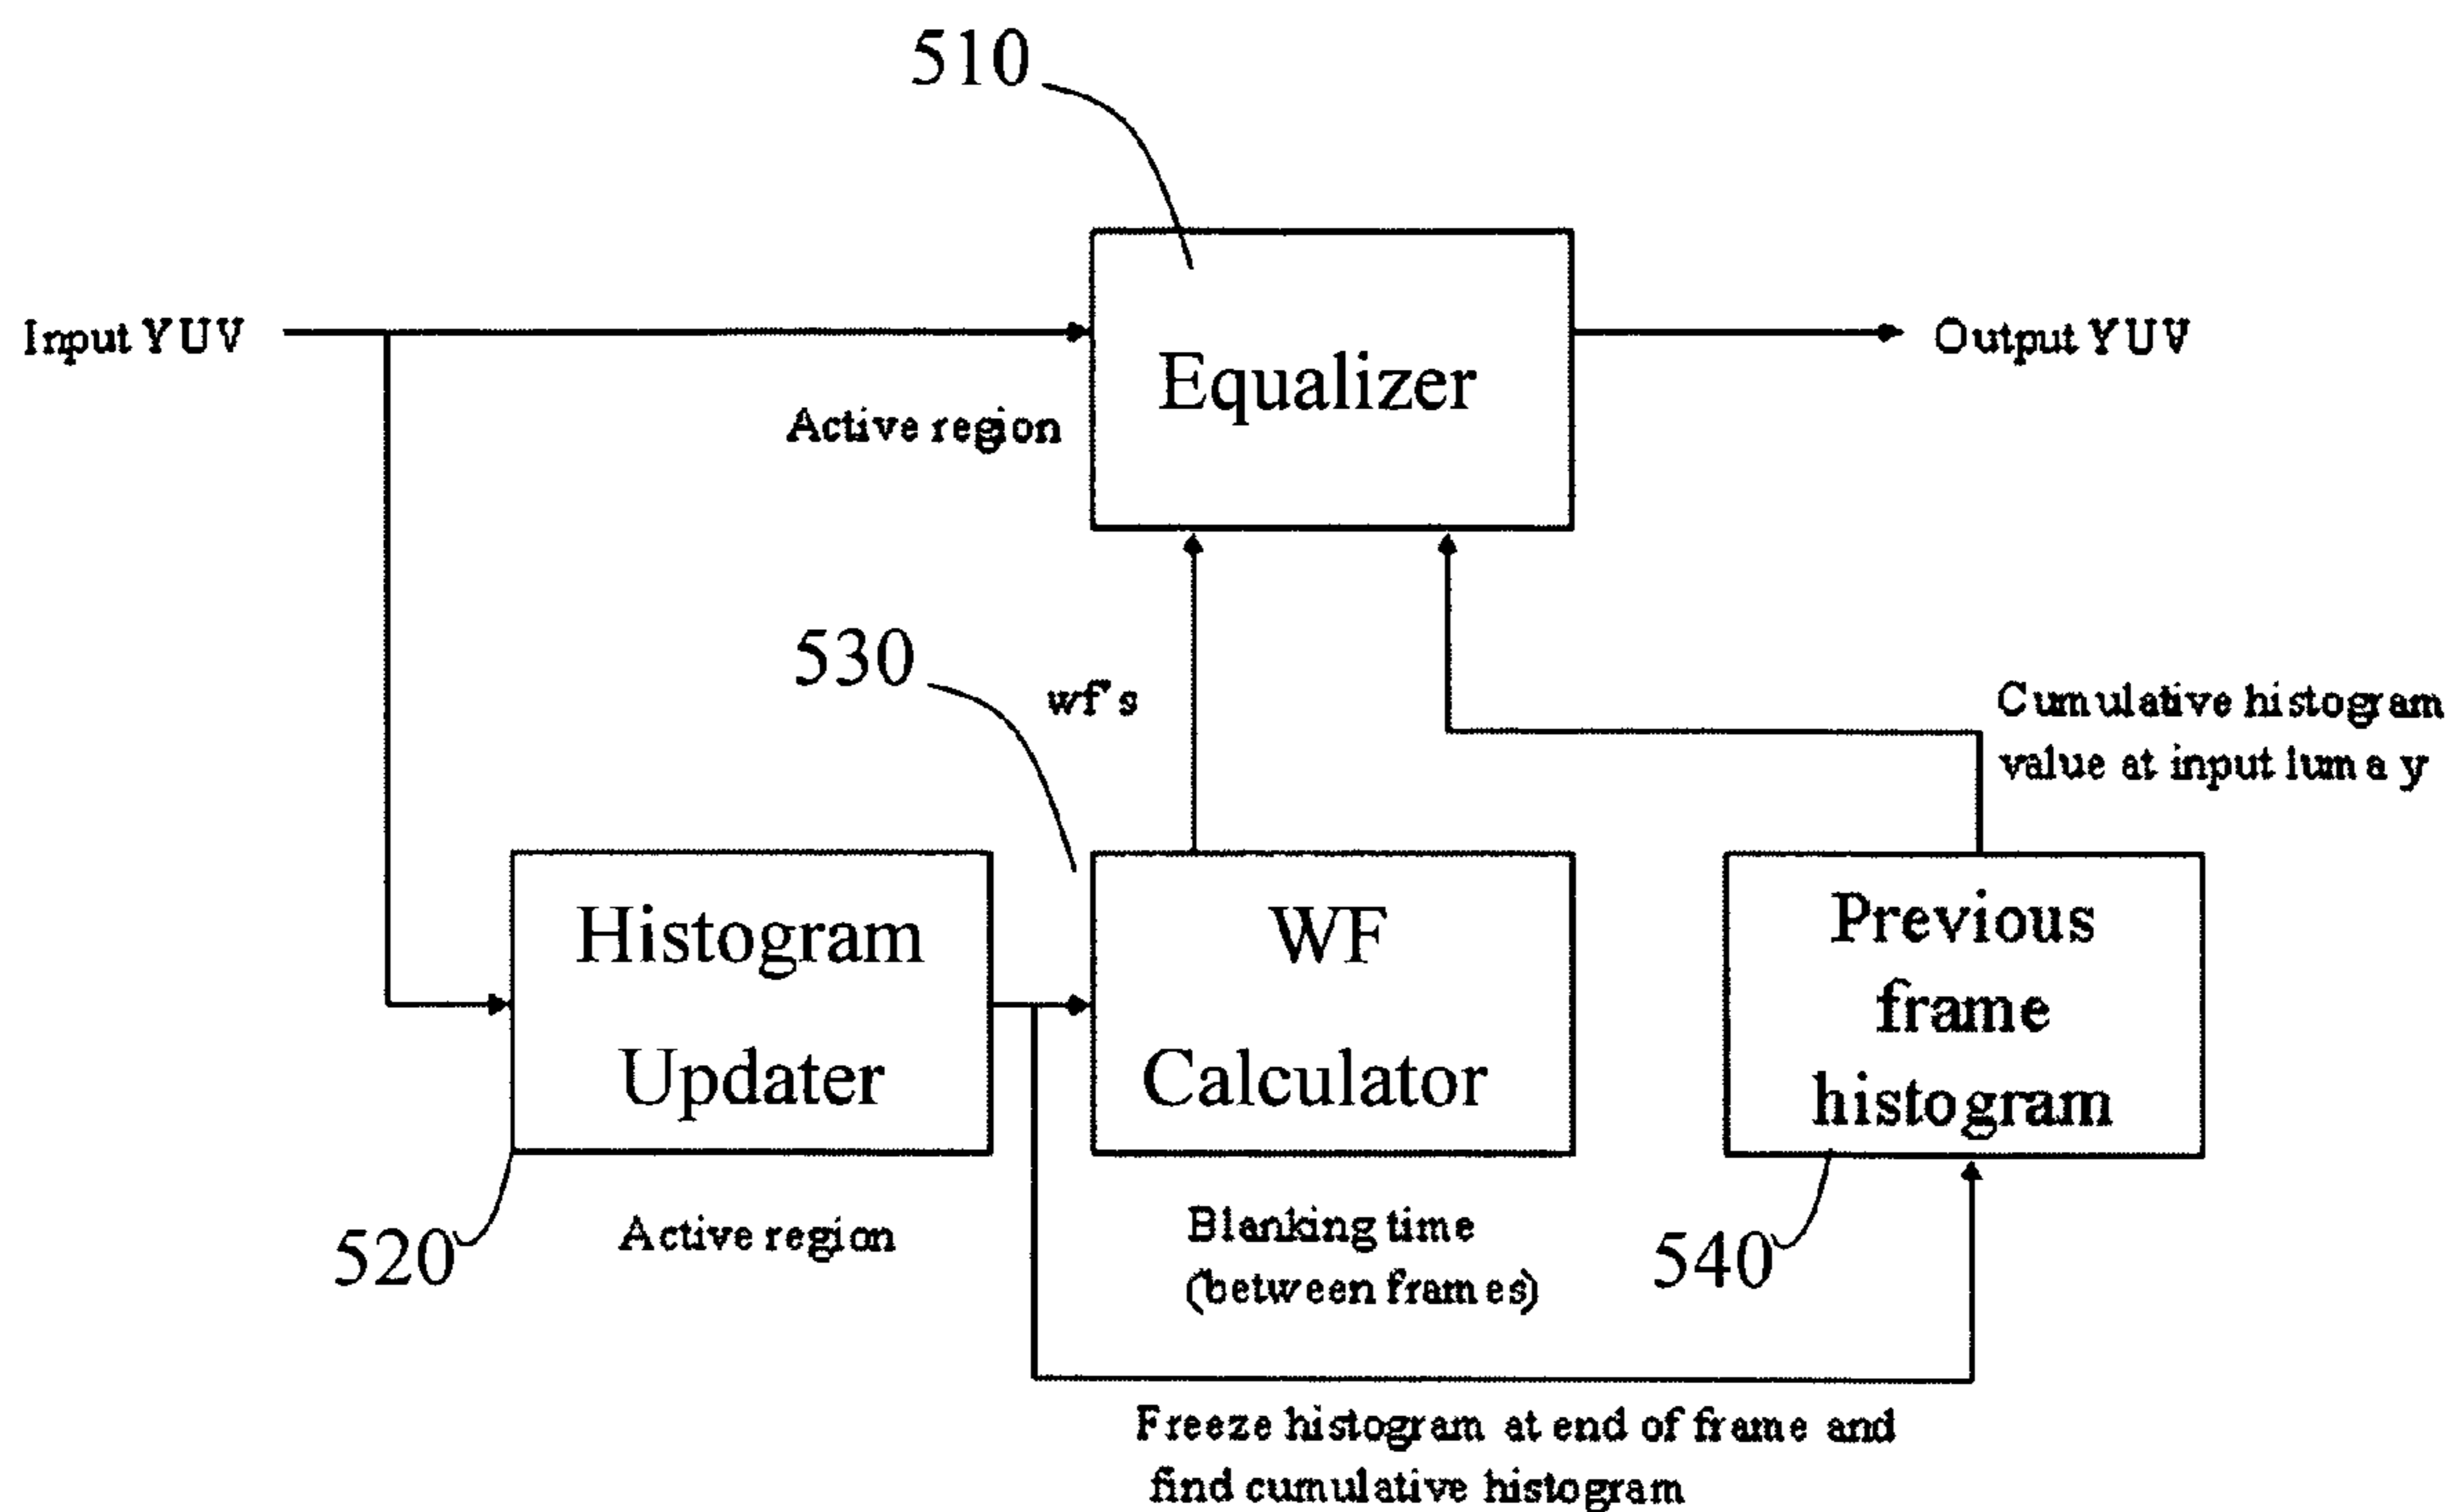 510
Input YUV
Equalizer
Output YUV
Active region
530
wf's
Cumulative histogram
value at input luma y
Histogram
Updater
WF
Calculator
Previous
frame
histogram
520
Active region
Blanking time
(between frames)
540
Freeze histogram at end of frame and
find cumulative histogram